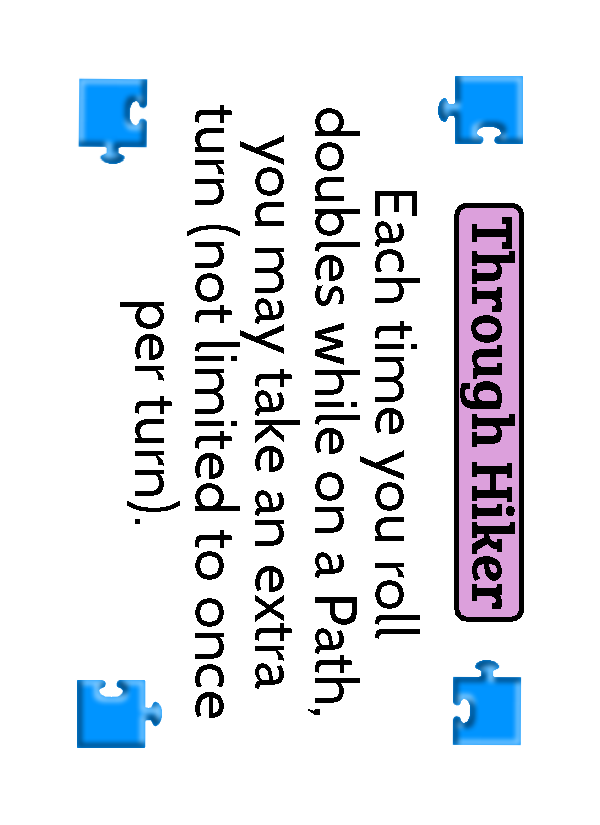 Through Hiker
Each time you roll
doubles while on a Path,
you may take an extra
turn (not limited to once
per turn).